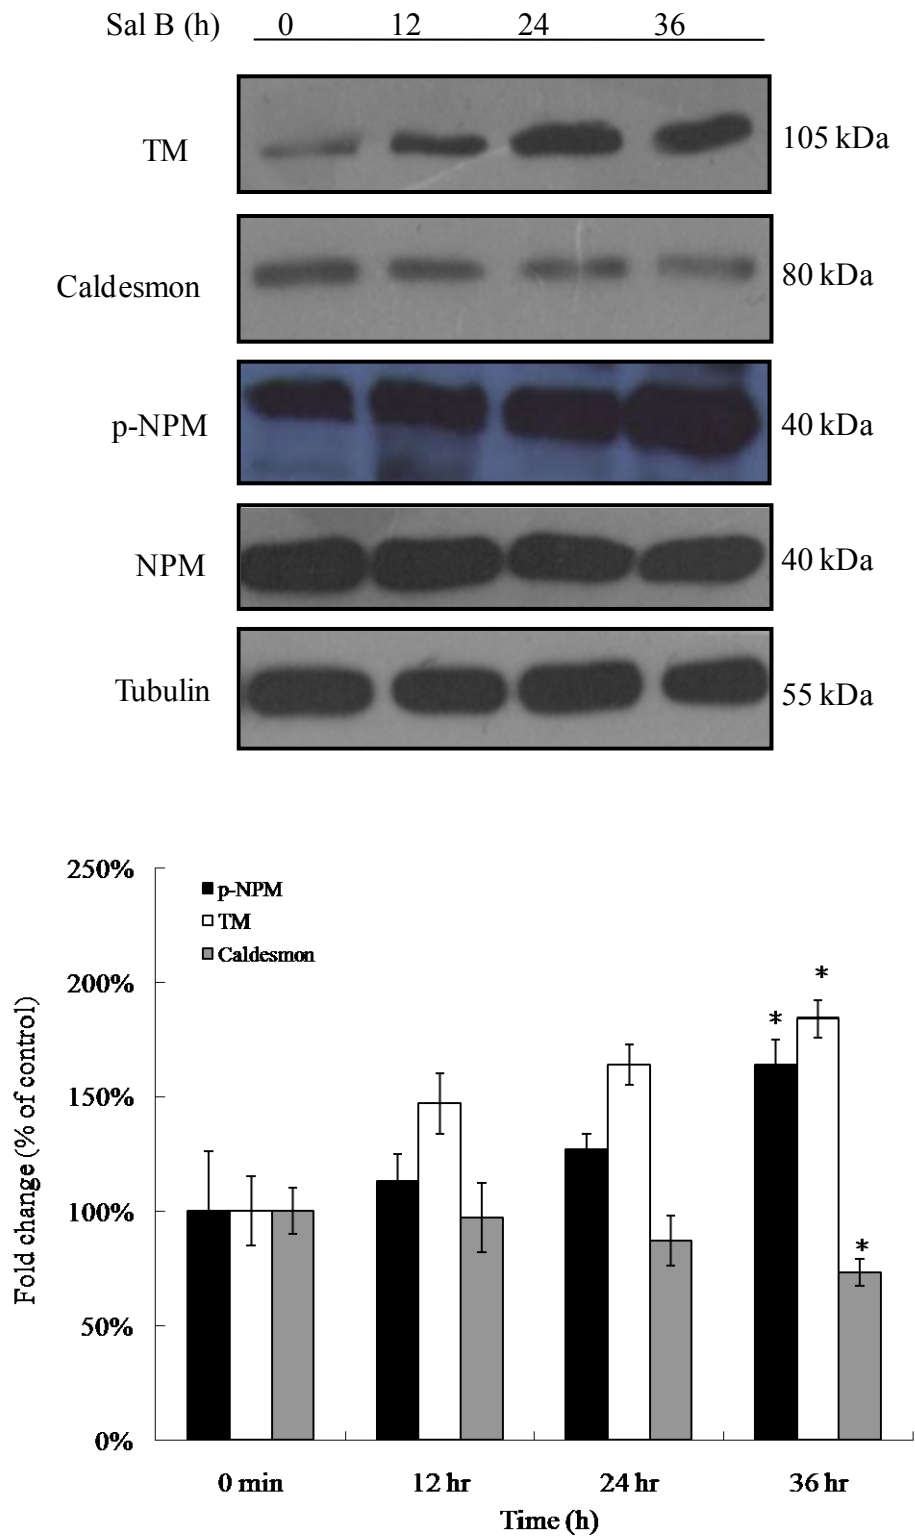 Sal B (h) 0 12 24 36
TM 105 kDa
Caldesmon 80 kDa
p-NPM 40 kDa
NPM 40 kDa
Tubulin 55 kDa
250%
p-NPM
TM
Caldesmon
200%
*
*
150%
100%
*
50%
0%
Fold change (% of control)
0 min 12 hr 24 hr 36 hr
Time (h)